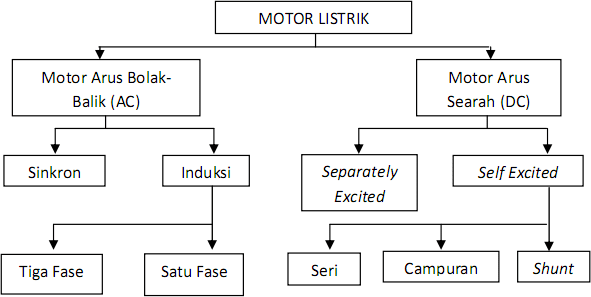 MOTOR LISTRIK
Motor Arus Bolak-
Balik (AC)
Motor Arus
Searah (DC)
Sinkron
Induksi
Separately
Excited
Self Excited
Tiga Fase
Satu Fase
Seri
Campuran
Shunt